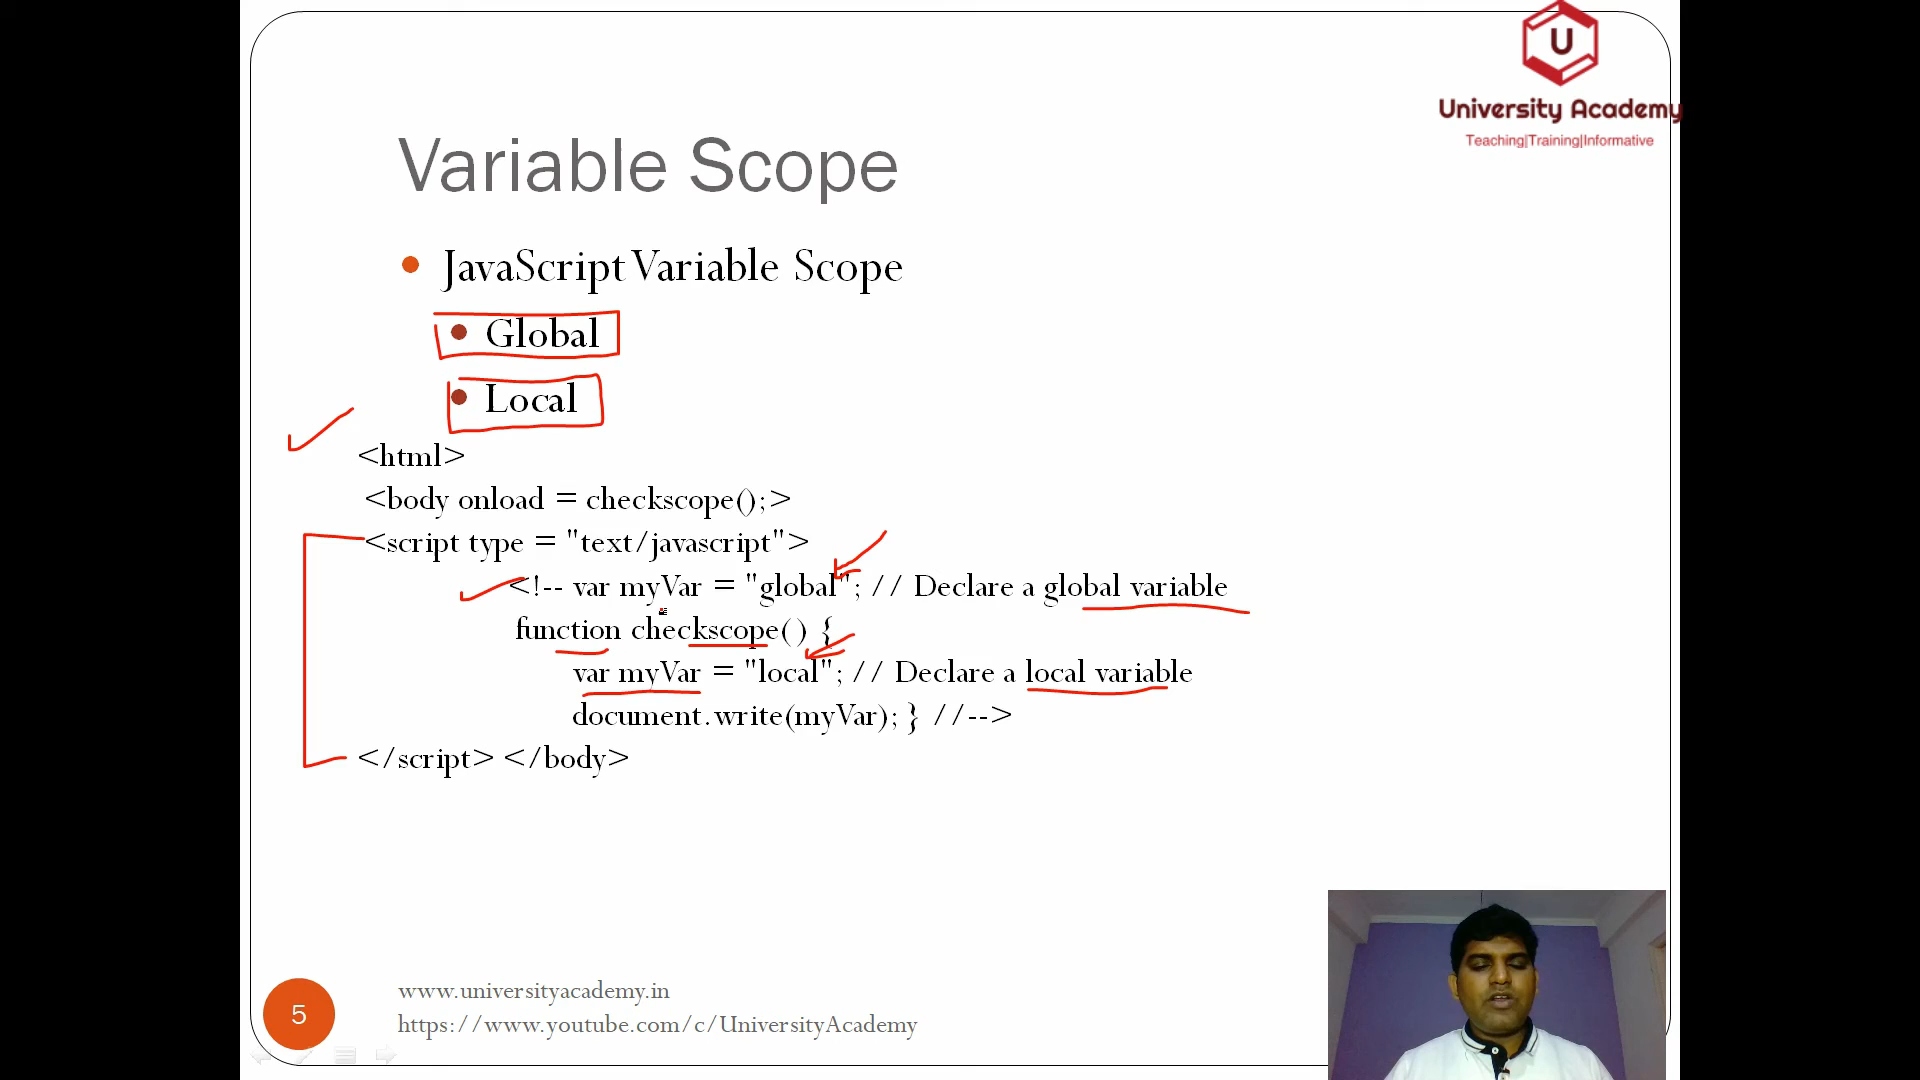 U
University Academy
Teaching|Training|Informative
Variable Scope
JavaScript Variable Scope
Global
Local
<html>
<body onload = checkscope();>
<script type = "text/javascript">
<!-- var myVar = "global"; // Declare a global variable
function checkscope() {
var myVar = "local"; // Declare a local variable
document.write(myVar); } //-->
</script> </body>
5
www.universityacademy.in
https://www.youtube.com/c/UniversityAcademy